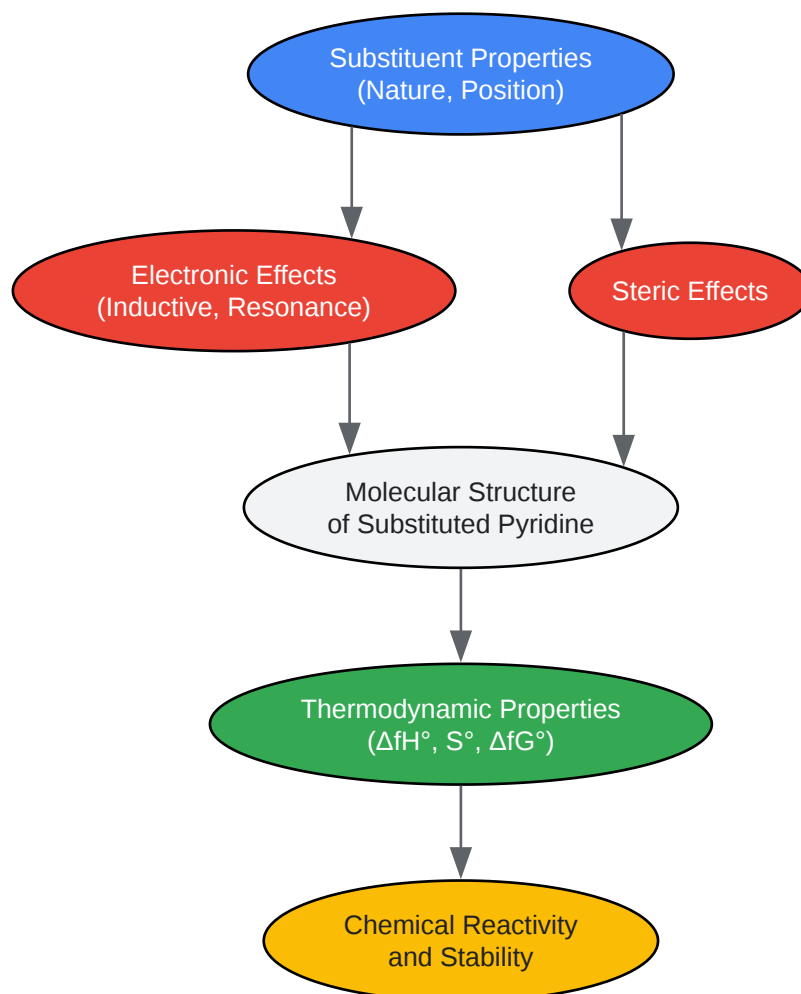 Substituent Properties
(Nature, Position)
Electronic Effects
(Inductive, Resonance)
Steric Effects
Molecular Structure
of Substituted Pyridine
Thermodynamic Properties
(ΔfH°, S°, ΔfG°)
Chemical Reactivity
and Stability